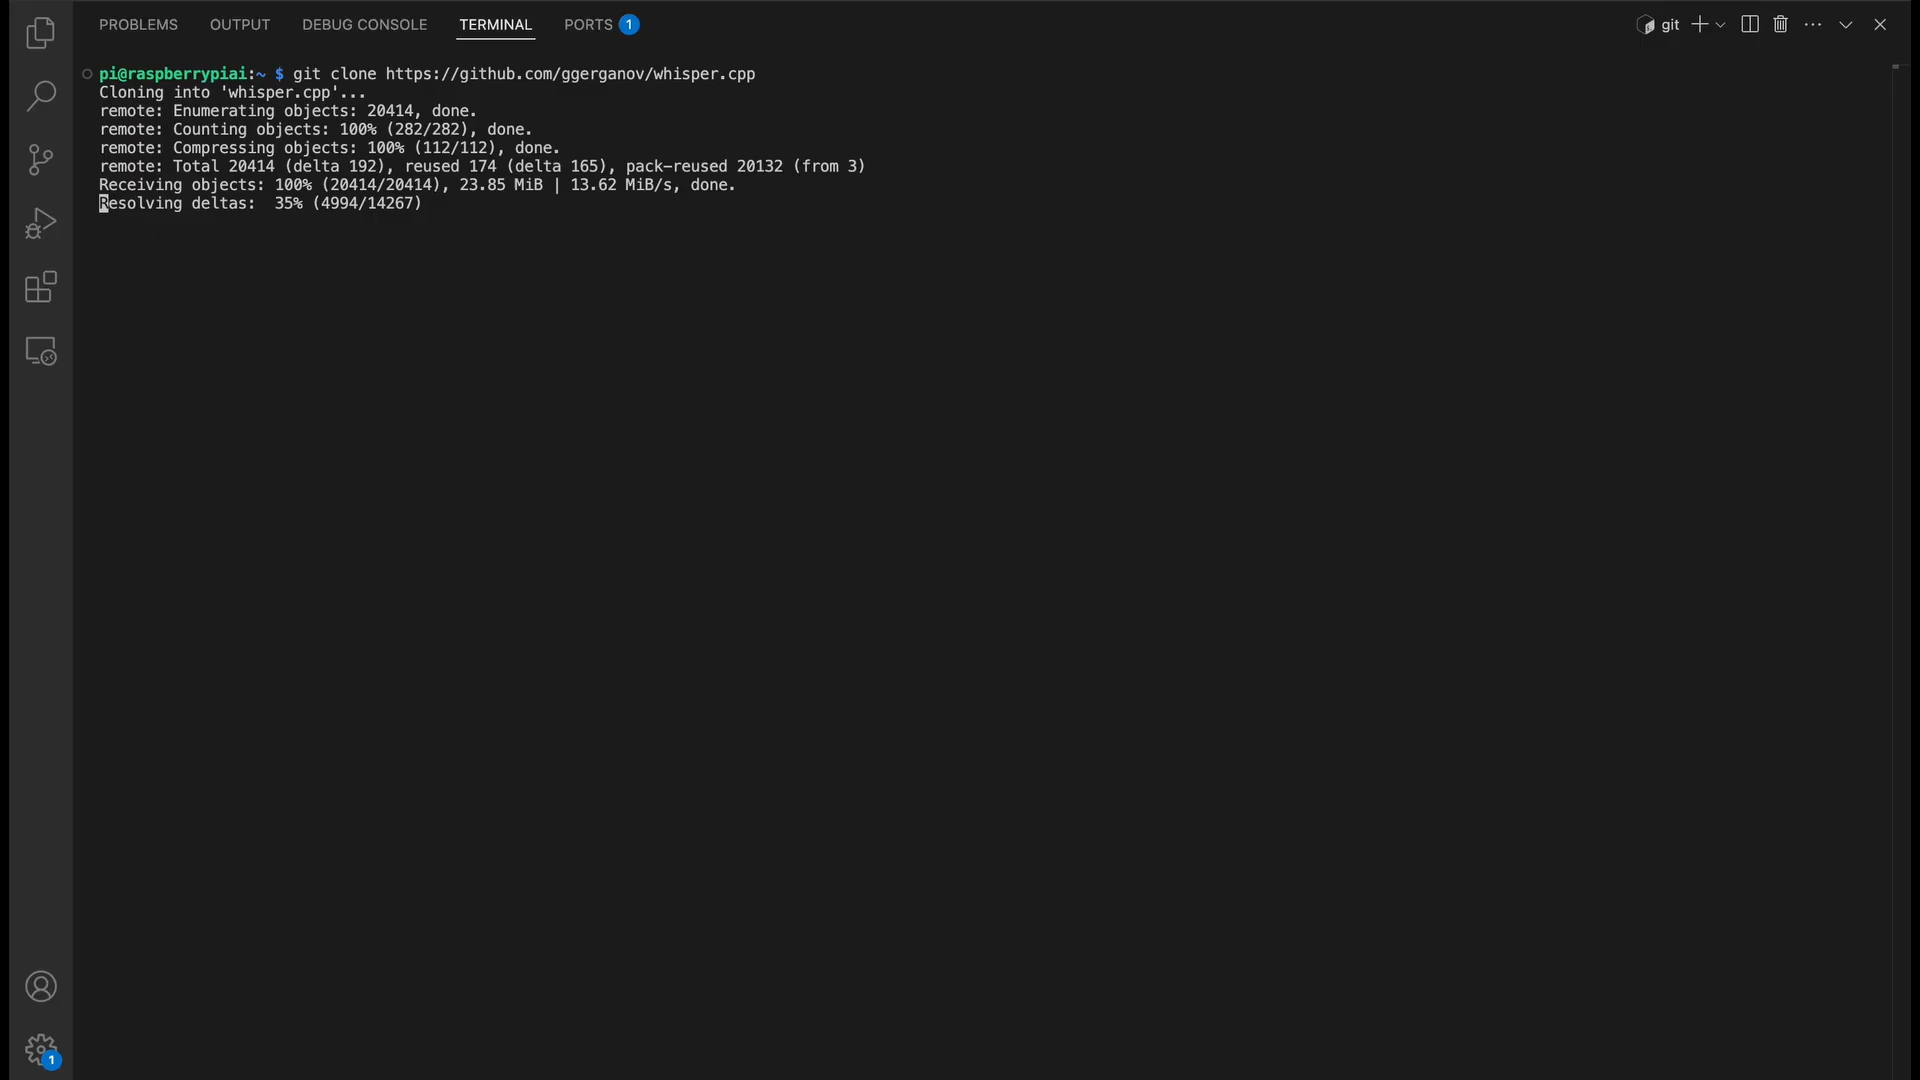 PROBLEMS OUTPUT DEBUG CONSOLE TERMINAL PORTS 1 git
pi@raspberrypiai:~ $ git clone https://github.com/ggerganov/whisper.cpp
Cloning into 'whisper.cpp'...
remote: Enumerating objects: 20414, done.
remote: Counting objects: 100% (282/282), done.
remote: Compressing objects: 100% (112/112), done.
remote: Total 20414 (delta 192), reused 174 (delta 165), pack-reused 20132 (from 3)
Receiving objects: 100% (20414/20414), 23.85 MiB | 13.62 MiB/s, done.
Resolving deltas:  35% (4994/14267)
1